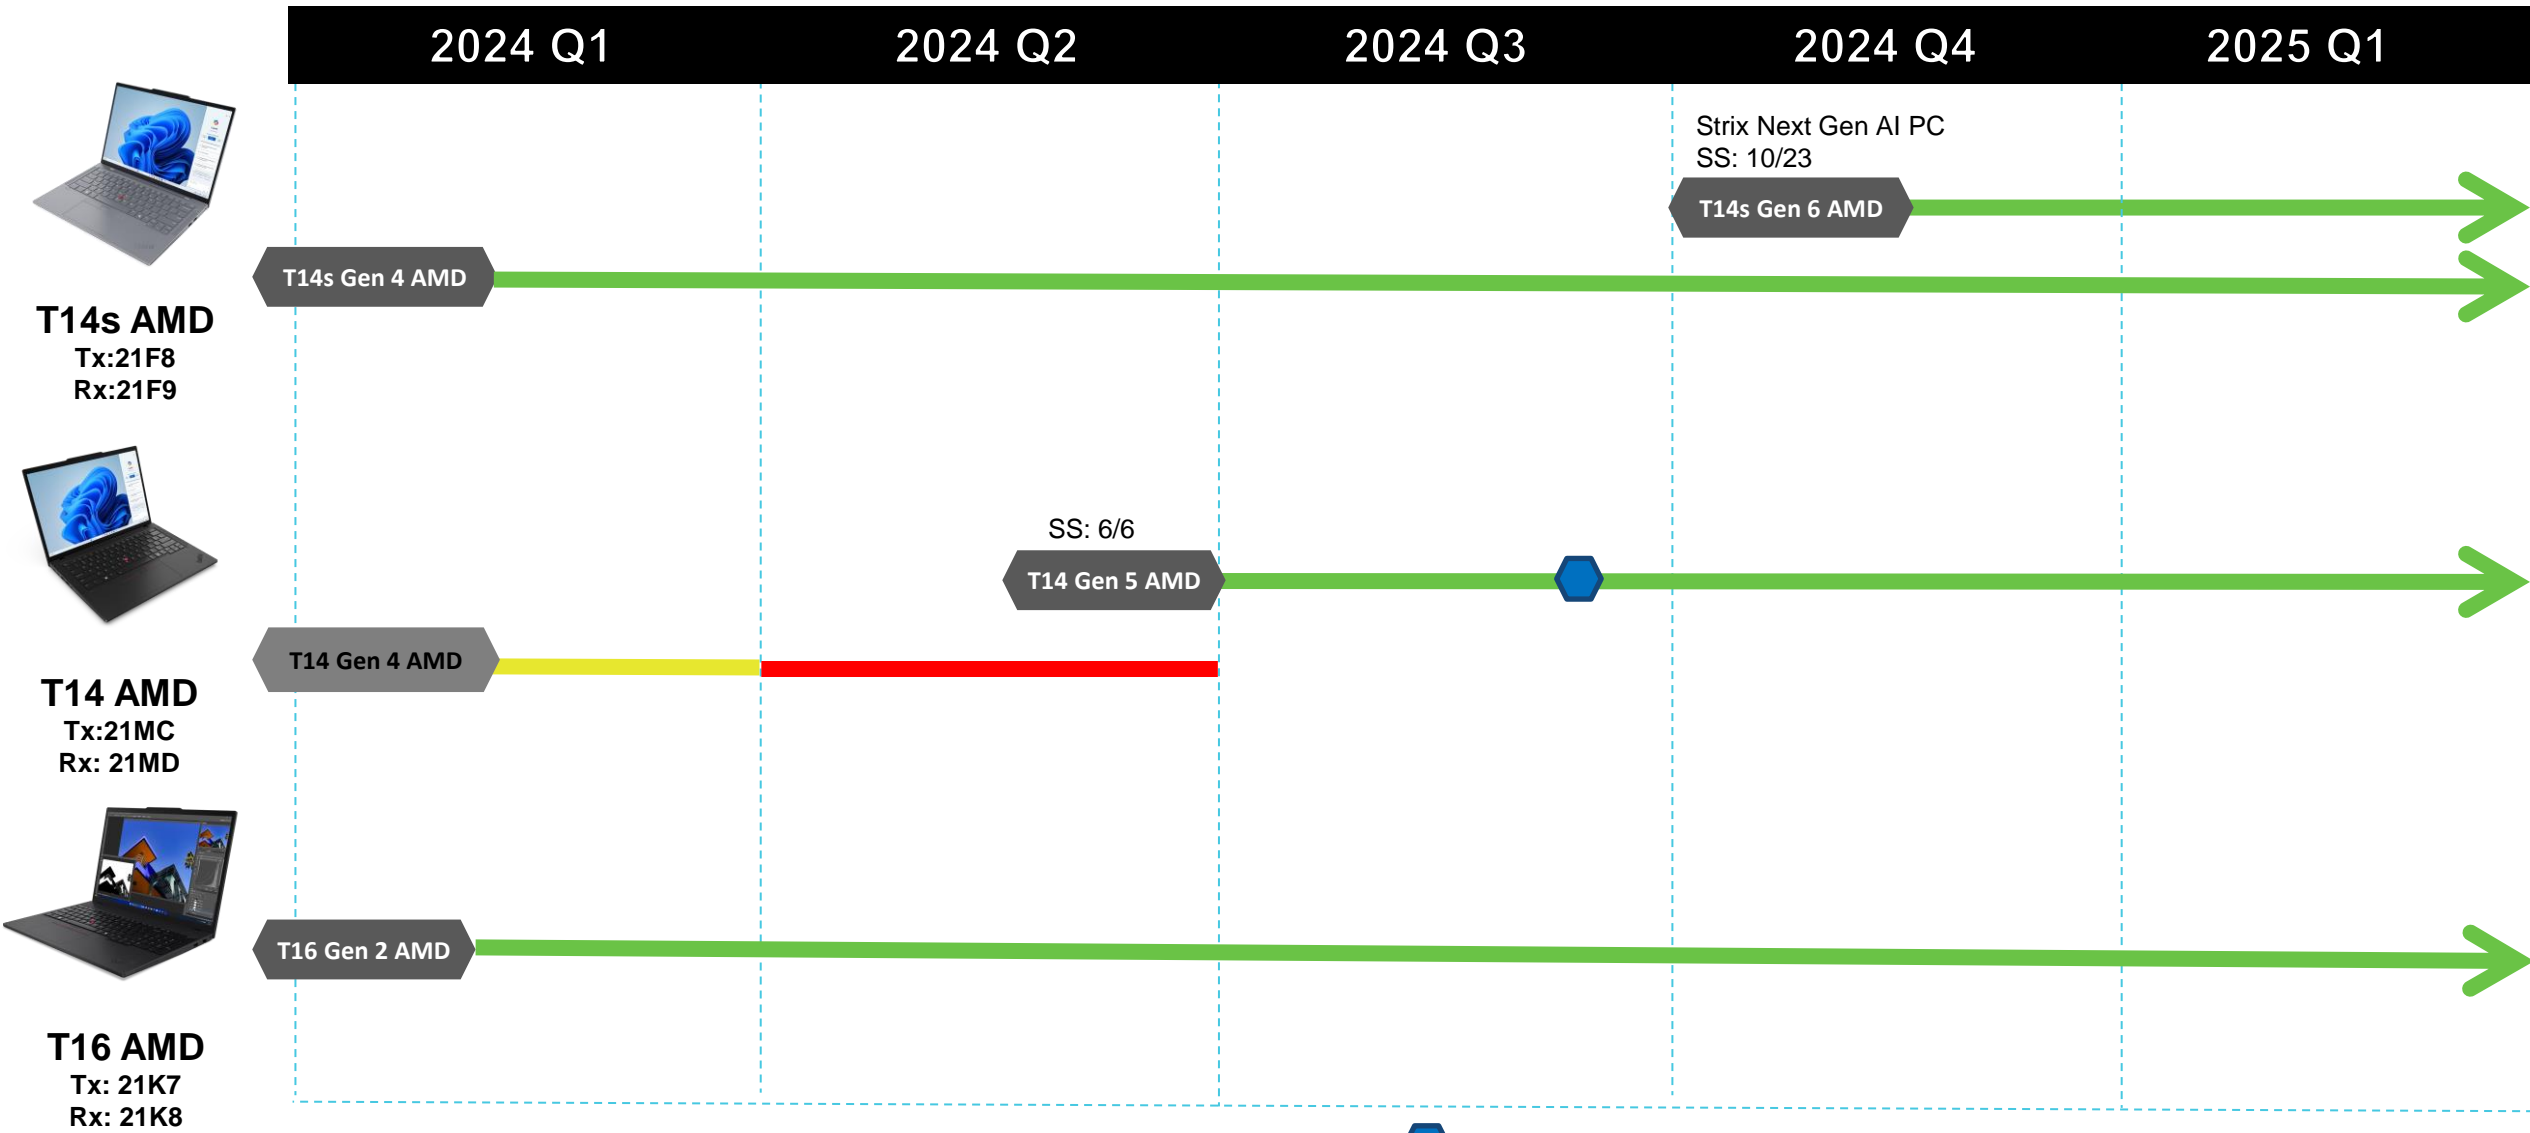 2024 Q1
2024 Q2
2024 Q3
2024 Q4
2025 Q1
Strix Next Gen AI PC
SS: 10/23
T14s Gen 6 AMD
T14s Gen 4 AMD
T14s AMD
Tx:21F8
Rx:21F9
SS: 6/6
T14 Gen 5 AMD
T14 Gen 4 AMD
T14 AMD
Tx:21MC
Rx: 21MD
T16 Gen 2 AMD
T16 AMD
Tx: 21K7
Rx: 21K8